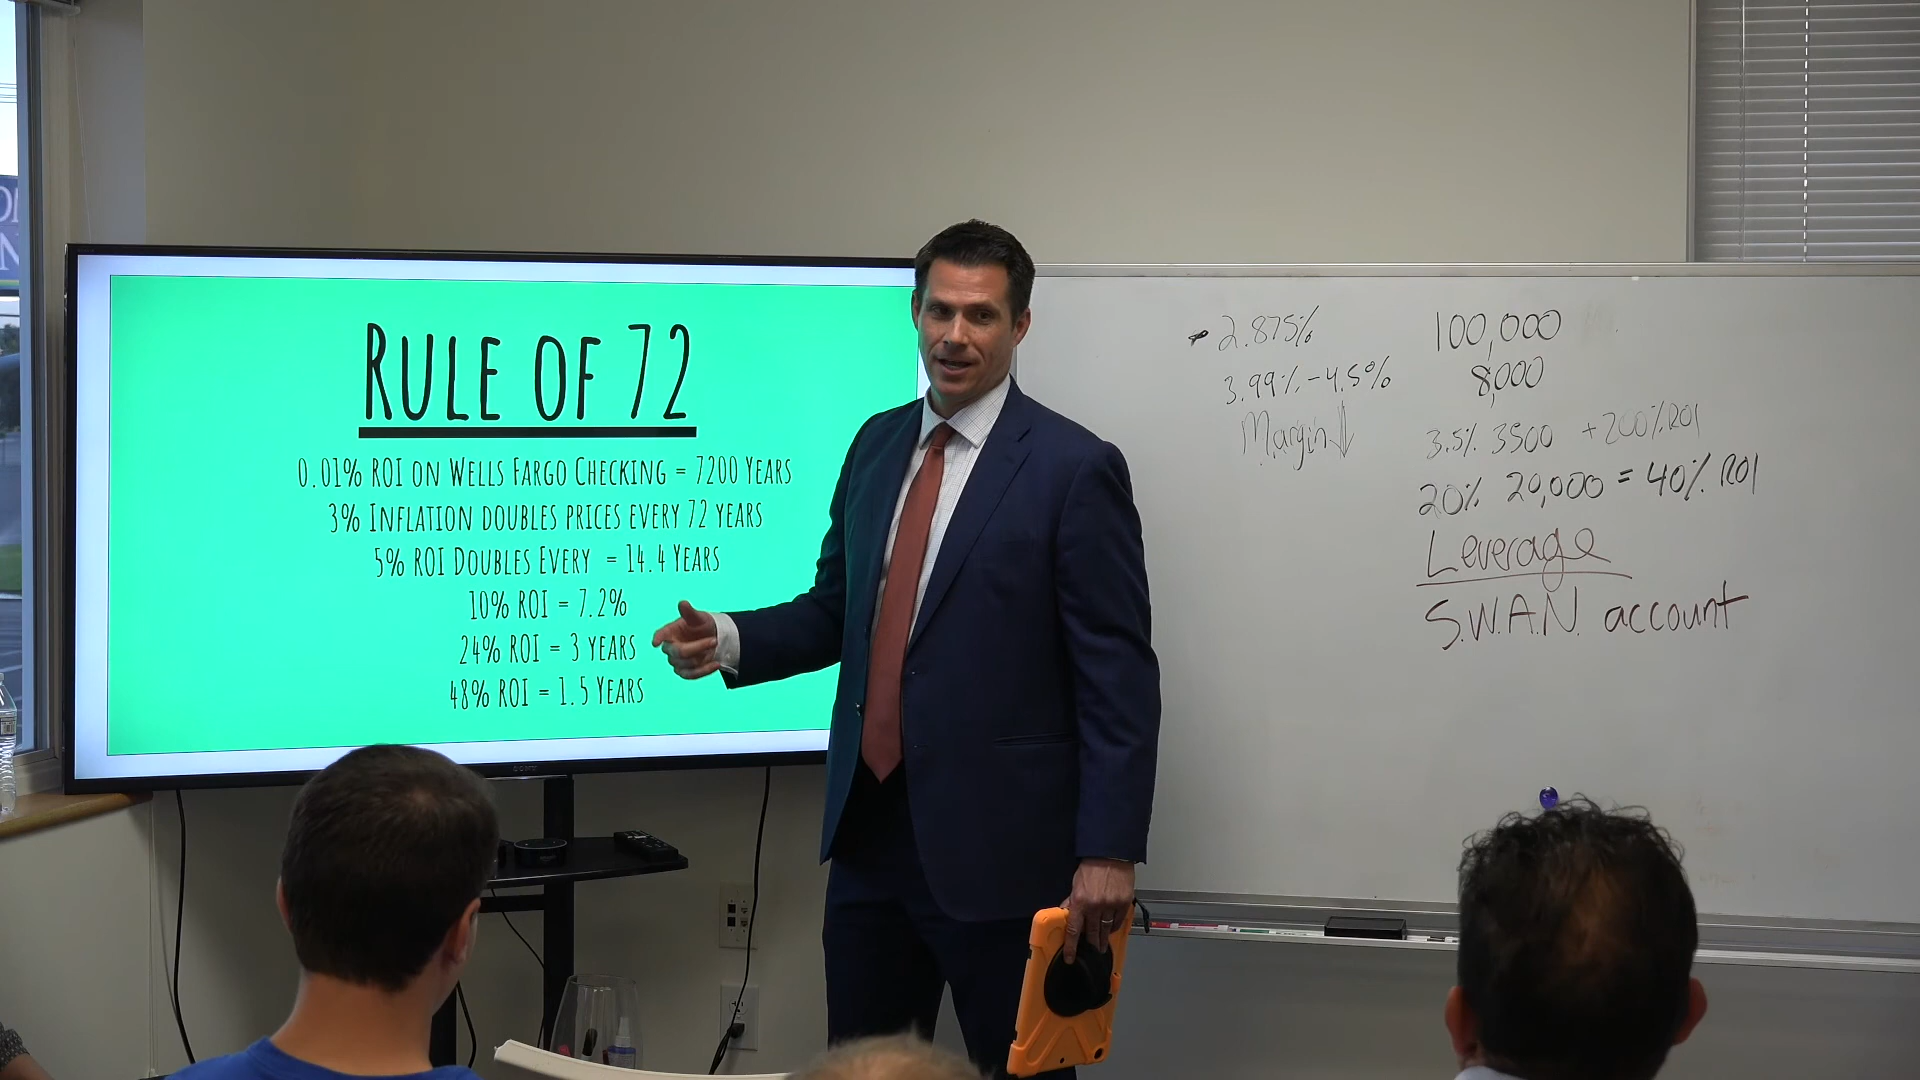 RULE OF 72
0.01% ROI ON WELLS FARGO CHECKING = 7200 YEARS
3% INFLATION DOUBLES PRICES EVERY 72 YEARS
5% ROI DOUBLES EVERY = 14.4 YEARS
10% ROI = 7.2%
24% ROI = 3 YEARS
48% ROI = 1.5 YEARS
2.875%
3.99% - 4.5%
Margin
100,000
8,000
3.5% 3500 +200% ROI
20% 20,000 = 40% ROI
Leverage
S.W.A.N. account